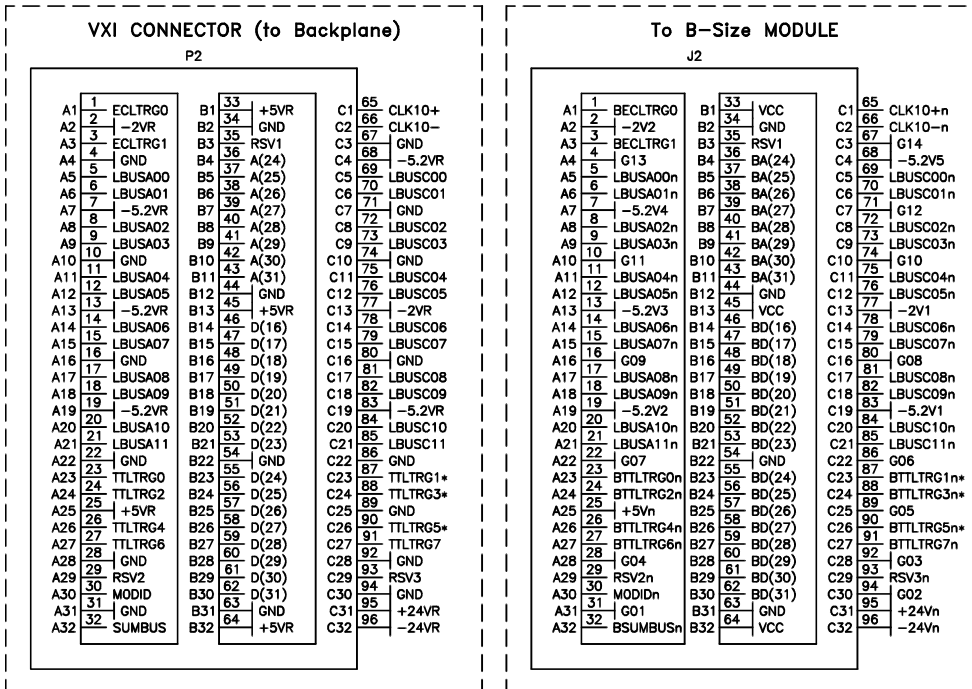 VXI CONNECTOR (to Backplane)
P2
A1 1 ECLTRG0 B1 33 +5VR C1 65 CLK10+
A2 2 -2VR B2 34 GND C2 66 CLK10-
A3 3 ECLTRG1 B3 35 RSV1 C3 67 GND
A4 4 GND B4 36 A(24) C4 68 -5.2VR
A5 5 LBUSA00 B5 37 A(25) C5 69 LBUSC00
A6 6 LBUSA01 B6 38 A(26) C6 70 LBUSC01
A7 7 -5.2VR B7 39 A(27) C7 71 GND
A8 8 LBUSA02 B8 40 A(28) C8 72 LBUSC02
A9 9 LBUSA03 B9 41 A(29) C9 73 LBUSC03
A10 10 GND B10 42 A(30) C10 74 GND
A11 11 LBUSA04 B11 43 A(31) C11 75 LBUSC04
A12 12 LBUSA05 B12 44 GND C12 76 LBUSC05
A13 13 -5.2VR B13 45 +5VR C13 77 -2VR
A14 14 LBUSA06 B14 46 D(16) C14 78 LBUSC06
A15 15 LBUSA07 B15 47 D(17) C15 79 LBUSC07
A16 16 GND B16 48 D(18) C16 80 GND
A17 17 LBUSA08 B17 49 D(19) C17 81 LBUSC08
A18 18 LBUSA09 B18 50 D(20) C18 82 LBUSC09
A19 19 -5.2VR B19 51 D(21) C19 83 -5.2VR
A20 20 LBUSA10 B20 52 D(22) C20 84 LBUSC10
A21 21 LBUSA11 B21 53 D(23) C21 85 LBUSC11
A22 22 GND B22 54 GND C22 86 GND
A23 23 TTLTRG0 B23 55 D(24) C23 87 TTLTRG1*
A24 24 TTLTRG2 B24 56 D(25) C24 88 TTLTRG3*
A25 25 +5VR B25 57 D(26) C25 89 GND
A26 26 TTLTRG4 B26 58 D(27) C26 90 TTLTRG5*
A27 27 TTLTRG6 B27 59 D(28) C27 91 TTLTRG7
A28 28 GND B28 60 D(29) C28 92 GND
A29 29 RSV2 B29 61 D(30) C29 93 RSV3
A30 30 MODID B30 62 D(31) C30 94 GND
A31 31 GND B31 63 GND C31 95 +24VR
A32 32 SUMBUS B32 64 +5VR C32 96 -24VR
To B-Size MODULE
J2
A1 1 BECLTRG0 B1 33 VCC C1 65 CLK10+n
A2 2 -2V2 B2 34 GND C2 66 CLK10-n
A3 3 BECLTRG1 B3 35 RSV1 C3 67 G14
A4 4 G13 B4 36 BA(24) C4 68 -5.2V5
A5 5 LBUSA00n B5 37 BA(25) C5 69 LBUSC00n
A6 6 LBUSA01n B6 38 BA(26) C6 70 LBUSC01n
A7 7 -5.2V4 B7 39 BA(27) C7 71 G12
A8 8 LBUSA02n B8 40 BA(28) C8 72 LBUSC02n
A9 9 LBUSA03n B9 41 BA(29) C9 73 LBUSC03n
A10 10 G11 B10 42 BA(30) C10 74 G10
A11 11 LBUSA04n B11 43 BA(31) C11 75 LBUSC04n
A12 12 LBUSA05n B12 44 GND C12 76 LBUSC05n
A13 13 -5.2V3 B13 45 VCC C13 77 -2V1
A14 14 LBUSA06n B14 46 BD(16) C14 78 LBUSC06n
A15 15 LBUSA07n B15 47 BD(17) C15 79 LBUSC07n
A16 16 G09 B16 48 BD(18) C16 80 G08
A17 17 LBUSA08n B17 49 BD(19) C17 81 LBUSC08n
A18 18 LBUSA09n B18 50 BD(20) C18 82 LBUSC09n
A19 19 -5.2V2 B19 51 BD(21) C19 83 -5.2V1
A20 20 LBUSA10n B20 52 BD(22) C20 84 LBUSC10n
A21 21 LBUSA11n B21 53 BD(23) C21 85 LBUSC11n
A22 22 G07 B22 54 GND C22 86 G06
A23 23 BTTLTRG0n B23 55 BD(24) C23 87 BTTLTRG1n*
A24 24 BTTLTRG2n B24 56 BD(25) C24 88 BTTLTRG3n*
A25 25 +5Vn B25 57 BD(26) C25 89 G05
A26 26 BTTLTRG4n B26 58 BD(27) C26 90 BTTLTRG5n*
A27 27 BTTLTRG6n B27 59 BD(28) C27 91 BTTLTRG7n
A28 28 G04 B28 60 BD(29) C28 92 G03
A29 29 RSV2n B29 61 BD(30) C29 93 RSV3n
A30 30 MODIDn B30 62 BD(31) C30 94 G02
A31 31 G01 B31 63 GND C31 95 +24Vn
A32 32 BSUMBUSn B32 64 VCC C32 96 -24Vn